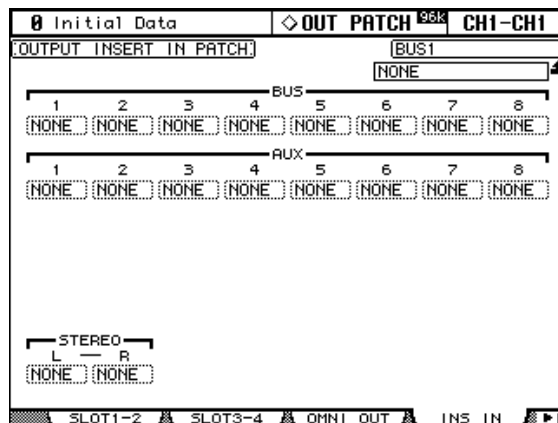 0 Initial Data ◇OUT PATCH 96k CH1-CH1
OUTPUT INSERT IN PATCH BUS1
NONE
BUS
1 2 3 4 5 6 7 8
NONE NONE NONE NONE NONE NONE NONE NONE
AUX
1 2 3 4 5 6 7 8
NONE NONE NONE NONE NONE NONE NONE NONE
STEREO
L — R
NONE NONE
SLOT1-2 SLOT3-4 OMNI OUT INS IN